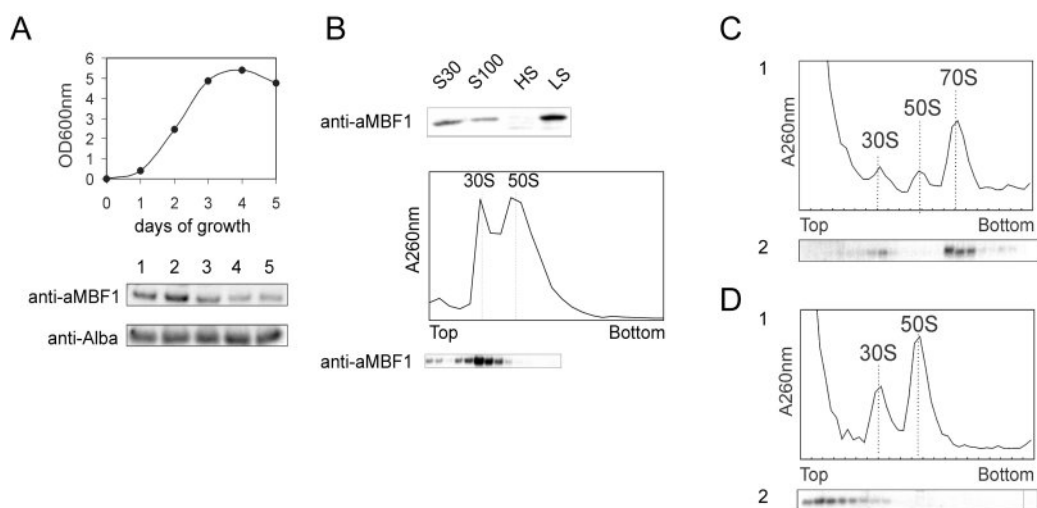 A
6
5
4
3
2
1
0
OD600nm
0 1 2 3 4 5
days of growth
1 2 3 4 5
anti-aMBF1
anti-Alba
B
S30 S100 HS LS
anti-aMBF1
30S 50S
A260nm
Top Bottom
anti-aMBF1
C
1
30S 50S 70S
A260nm
Top Bottom
2
D
1
30S 50S
A260nm
Top Bottom
2